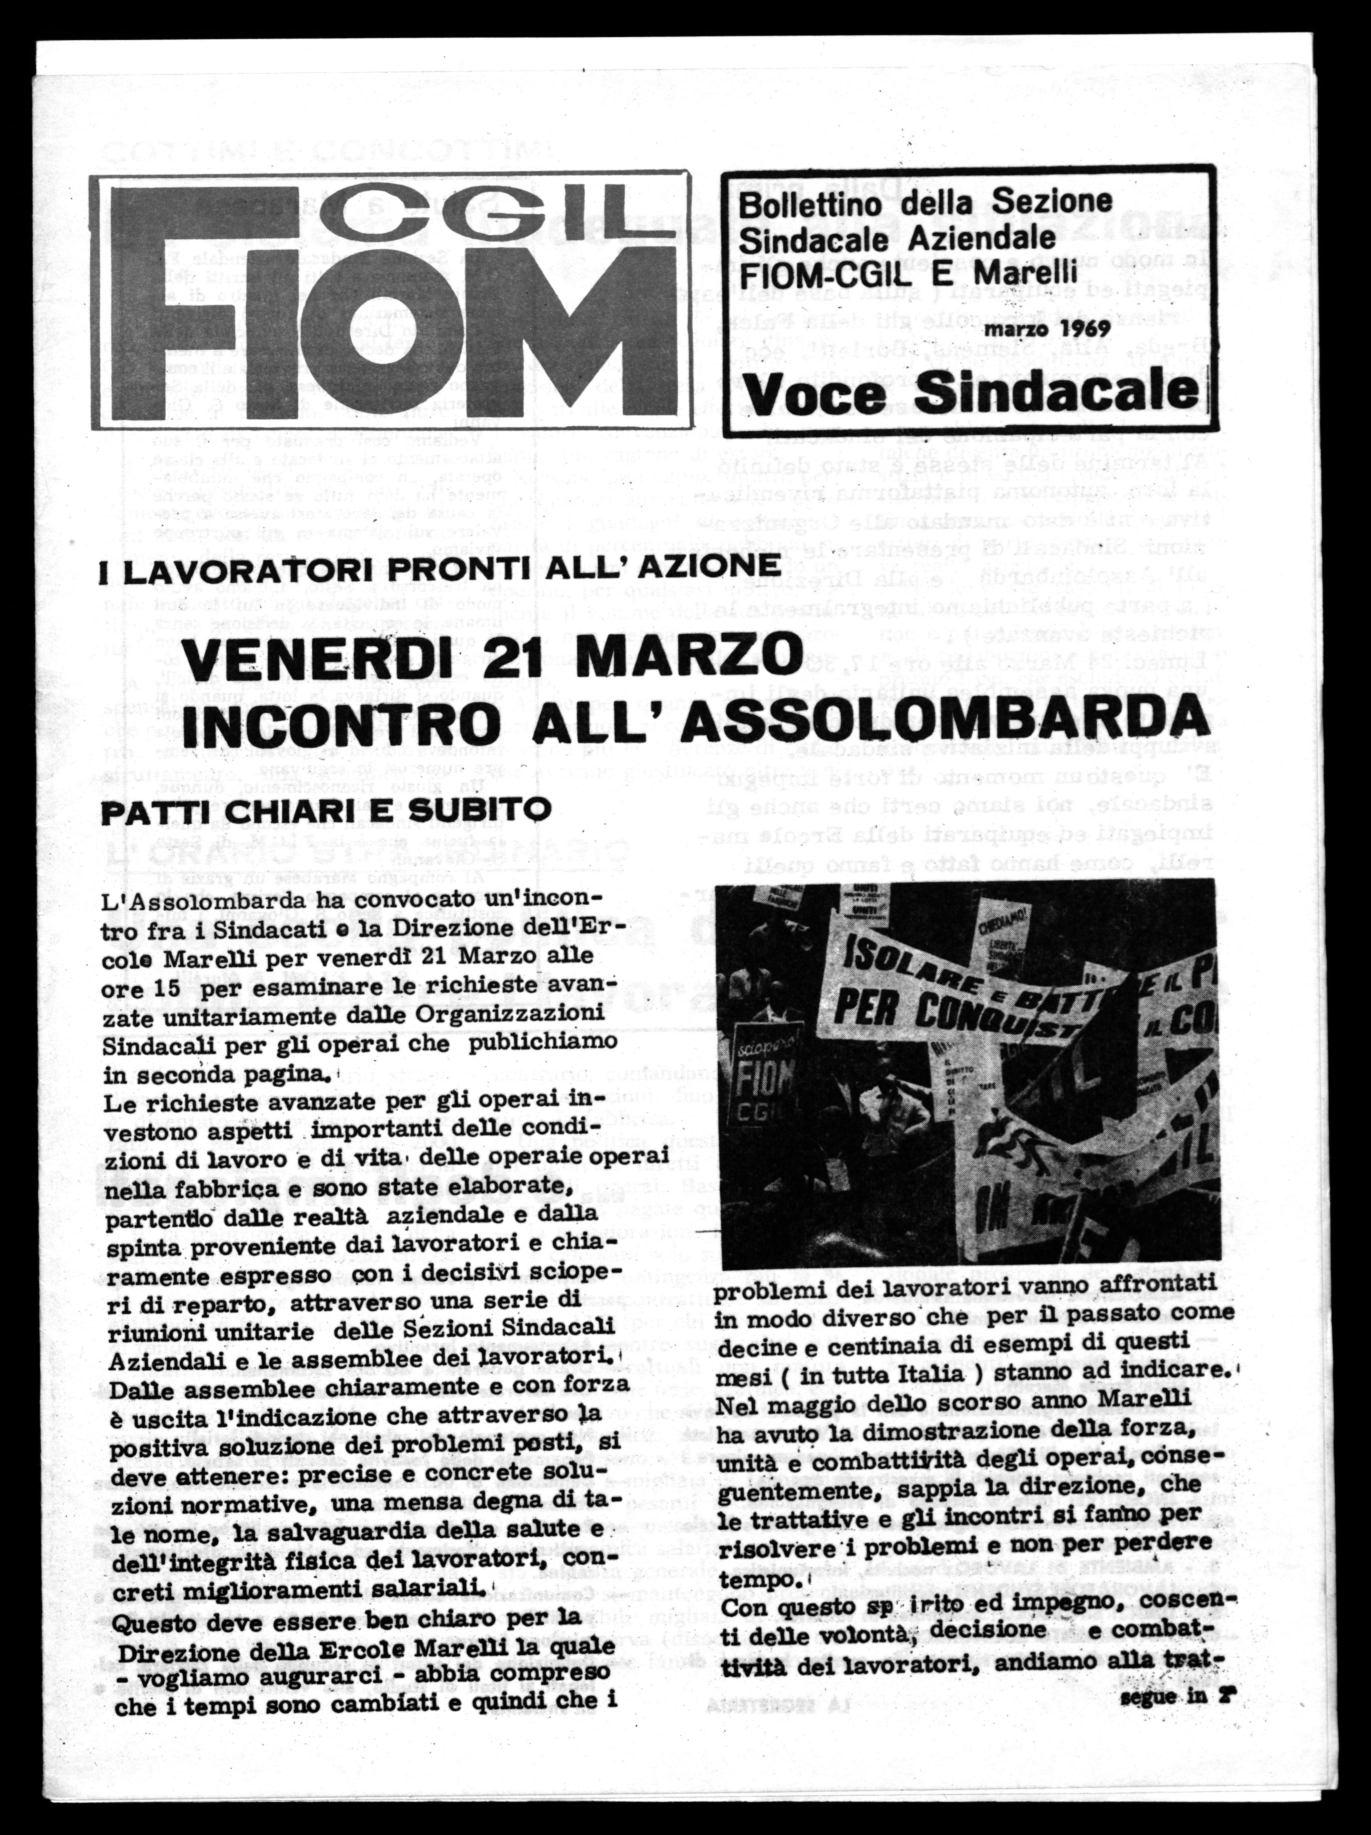 CGIL
FIOM
Bollettino della Sezione
Sindacale Aziendale
FIOM-CGIL E Marelli
marzo 1969
Voce Sindacale
I LAVORATORI PRONTI ALL' AZIONE
VENERDI 21 MARZO
INCONTRO ALL' ASSOLOMBARDA
PATTI CHIARI E SUBITO
L'Assolombarda ha convocato un'incon-
tro fra i Sindacati e la Direzione dell'Er-
cole Marelli per venerdi 21 Marzo alle
ore 15 per esaminare le richieste avan-
zate unitariamente dalle Organizzazioni
Sindacali per gli operai che publichiamo
in seconda pagina.
Le richieste avanzate per gli operai in-
vestono aspetti importanti delle condi-
zioni di lavoro e di vita delle operaie operai
nella fabbrica e sono state elaborate,
partendo dalle realtà aziendale e dalla
spinta proveniente dai lavoratori e chia-
ramente espresso con i decisivi sciope-
ri di reparto, attraverso una serie di
riunioni unitarie delle Sezioni Sindacali
Aziendali e le assemblee dei lavoratori.
Dalle assemblee chiaramente e con forza
è uscita l'indicazione che attraverso la
positiva soluzione dei problemi posti, si
deve ottenere: precise e concrete solu-
zioni normative, una mensa degna di ta-
le nome, la salvaguardia della salute e
dell'integrità fisica dei lavoratori, con-
creti miglioramenti salariali.
Questo deve essere ben chiaro per la
Direzione della Ercole Marelli la quale
- vogliamo augurarci - abbia compreso
che i tempi sono cambiati e quindi che i
ISOLARE E BATTE
PER CONQUIST
E IL P
IL CO
CHIEDIAMO!
UNITI
sciopero!
FIOM
CGIL
problemi dei lavoratori vanno affrontati
in modo diverso che per il passato come
decine e centinaia di esempi di questi
mesi ( in tutta Italia ) stanno ad indicare.
Nel maggio dello scorso anno Marelli
ha avuto la dimostrazione della forza,
unità e combattività degli operai, conse-
guentemente, sappia la direzione, che
le trattative e gli incontri si fanno per
risolvere i problemi e non per perdere
tempo.
Con questo sp irito ed impegno, coscen-
ti delle volontà, decisione e combat-
tività dei lavoratori, andiamo alla trat-
segue in 2ª